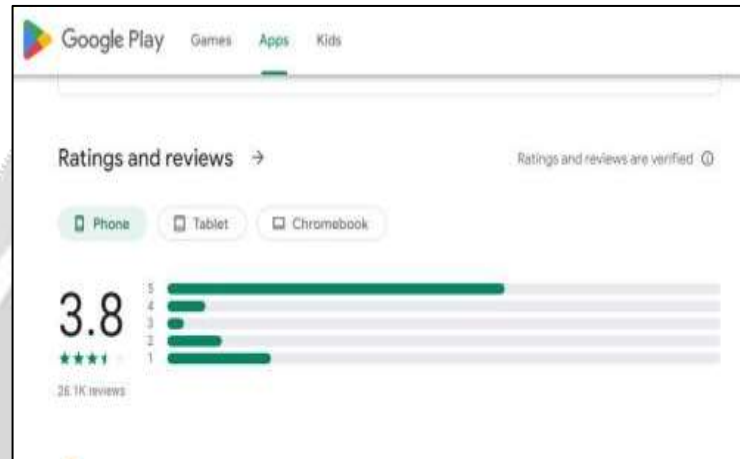 Google Play Games Apps Kids
Ratings and reviews → Ratings and reviews are verified
Phone Tablet Chromebook
3.8
5
4
3
2
1
26.1K reviews